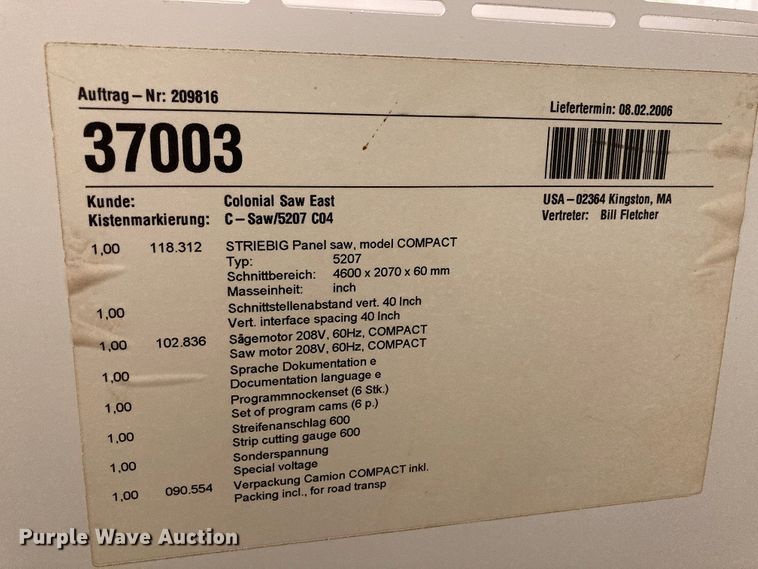 Auftrag-Nr: 209816
Liefertermin: 08.02.2006
37003
Kunde: Colonial Saw East
USA-02364 Kingston, MA
Kistenmarkierung: C-Saw/5207 C04
Vertreter: Bill Fletcher
1,00 118.312 STRIEBIG Panel saw, model COMPACT
Typ: 5207
Schnittbereich: 4600 x 2070 x 60 mm
Masseinheit: inch
1,00 Schnittstellenabstand vert. 40 Inch
Vert. interface spacing 40 Inch
1,00 102.836 Sägemotor 208V, 60Hz, COMPACT
Saw motor 208V, 60Hz, COMPACT
1,00 Sprache Dokumentation e
Documentation language e
1,00 Programmnockenset (6 Stk.)
Set of program cams (6 p.)
1,00 Streifenanschlag 600
Strip cutting gauge 600
1,00 Sonderspannung
Special voltage
1,00 090.554 Verpackung Camion COMPACT inkl.
Packing incl., for road transp
Purple Wave Auction